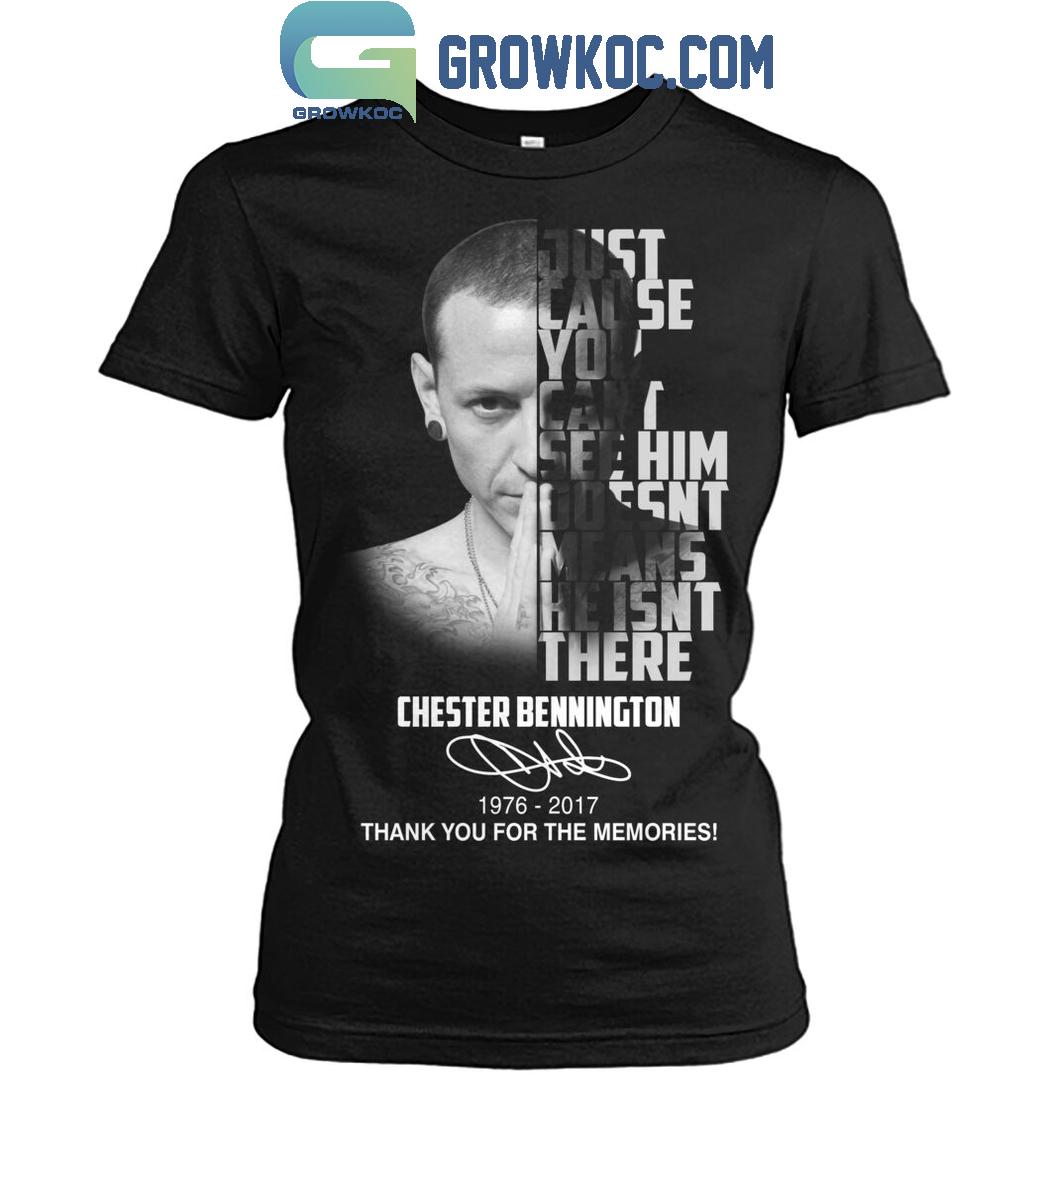 GROWKOC.COM
GROWKOC
JUST
CAUSE
YOU
CAN'T
SEE HIM
DOESNT
MEANS
HE ISNT
THERE
CHESTER BENNINGTON
1976 - 2017
THANK YOU FOR THE MEMORIES!